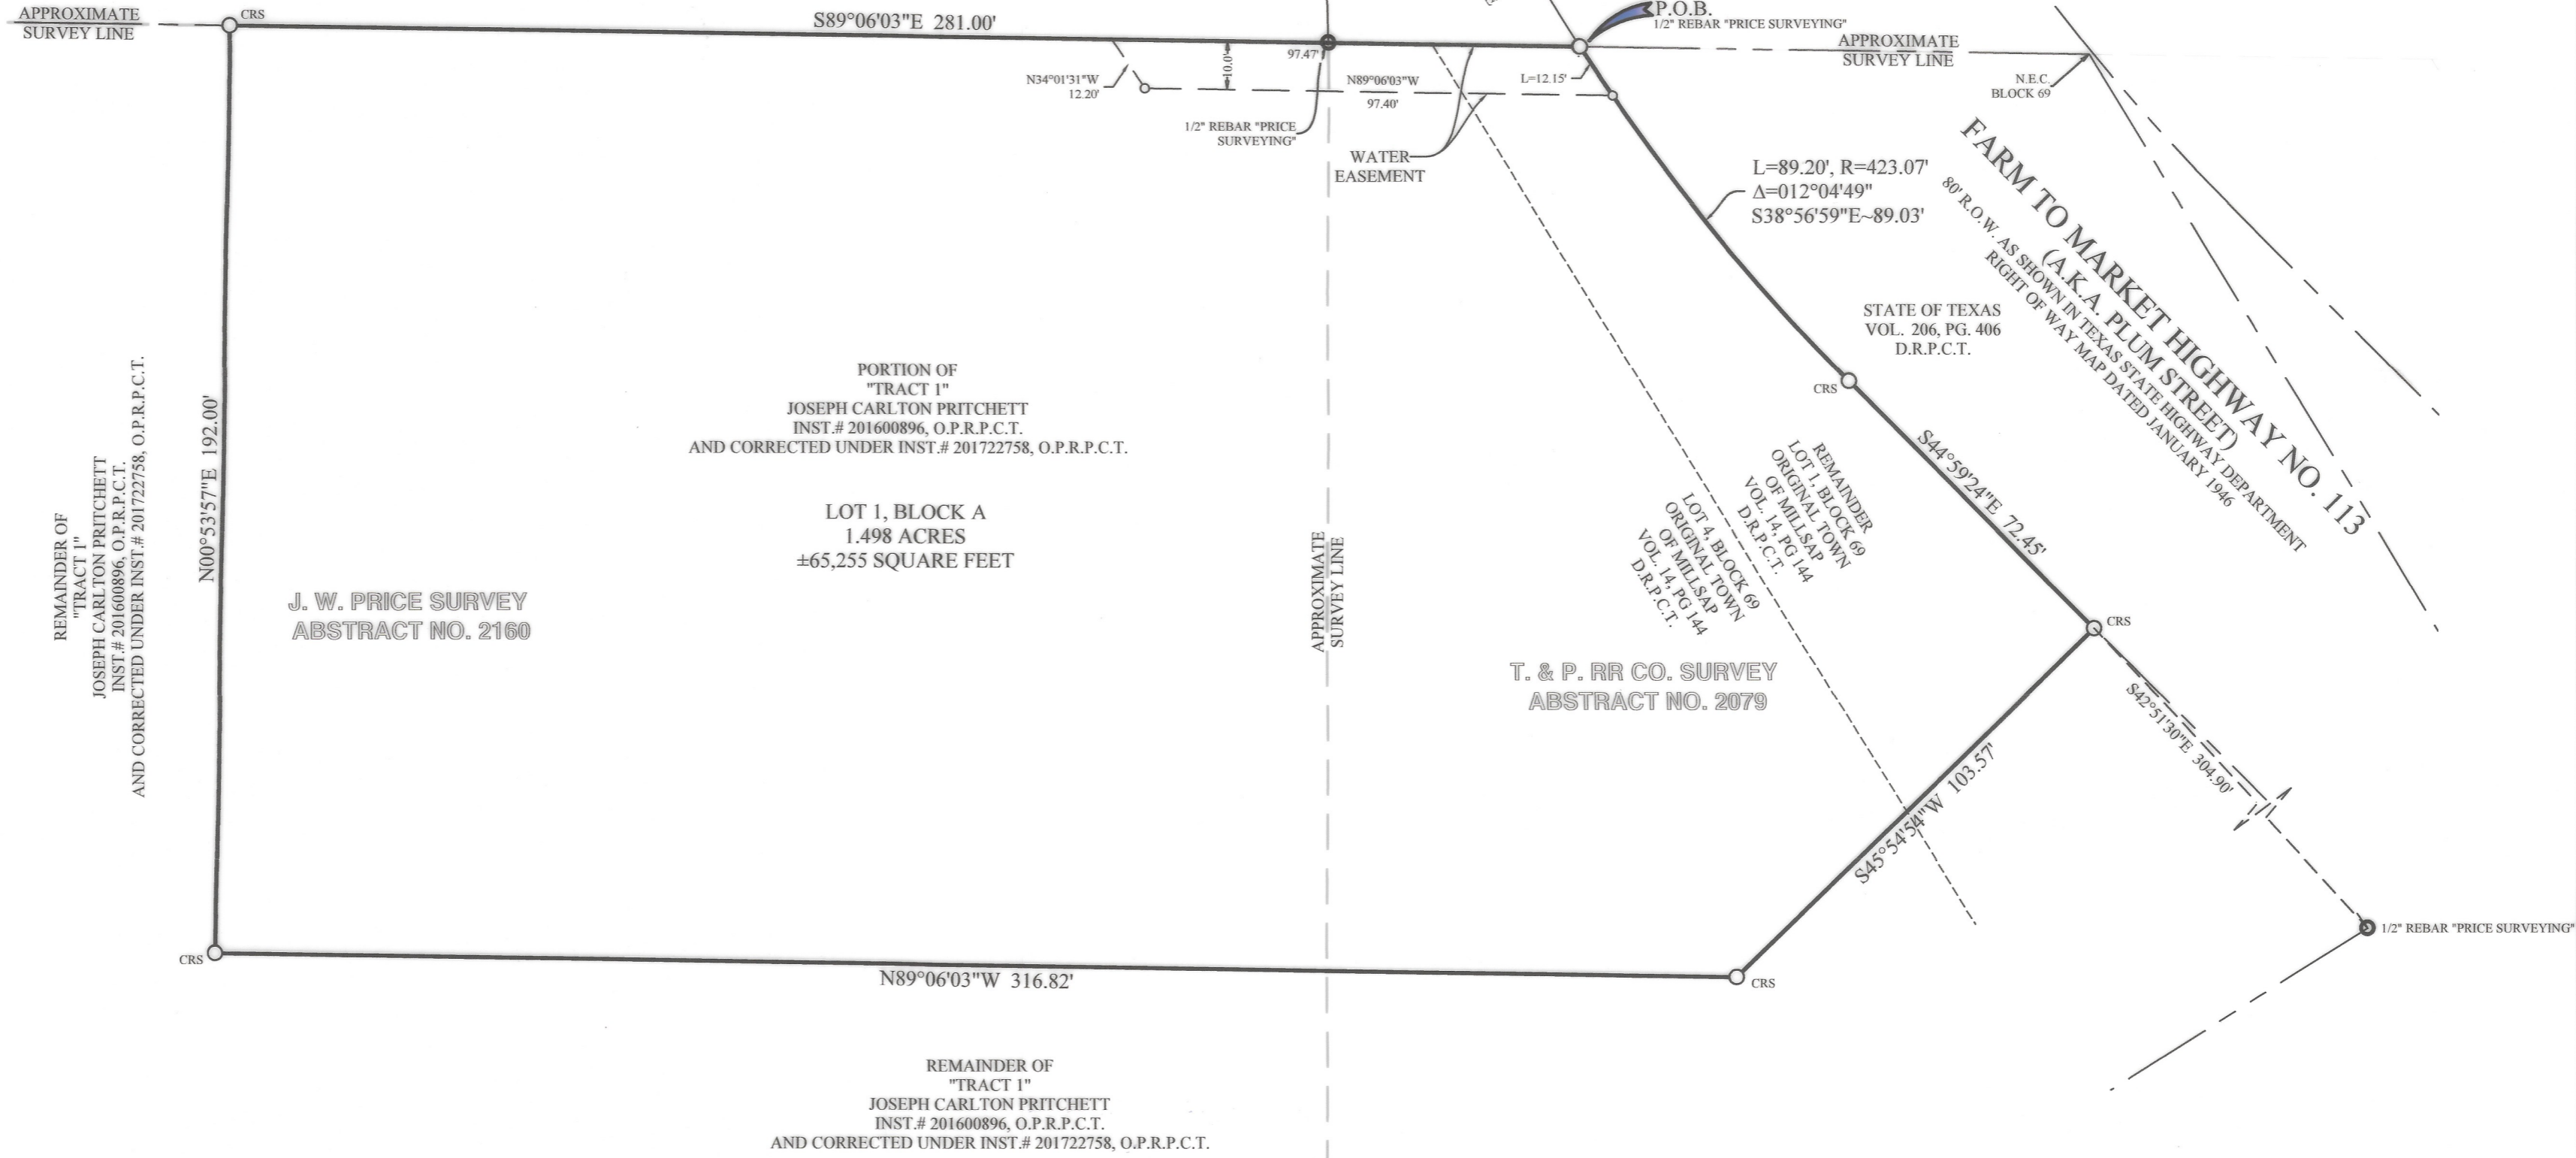 APPROXIMATE
SURVEY LINE
CRS
S89°06'03"E 281.00'
P.O.B.
1/2" REBAR "PRICE SURVEYING"
APPROXIMATE
SURVEY LINE
N.E.C.
BLOCK 69
97.47'
10.0'
N34°01'31"W
12.20'
N89°06'03"W
97.40'
L=12.15'
1/2" REBAR "PRICE
SURVEYING"
WATER
EASEMENT
L=89.20', R=423.07'
Δ=012°04'49"
S38°56'59"E~89.03'
FARM TO MARKET HIGHWAY NO. 113
(A.K.A. PLUM STREET)
80' R.O.W. AS SHOWN IN TEXAS STATE HIGHWAY DEPARTMENT
RIGHT OF WAY MAP DATED JANUARY 1946
STATE OF TEXAS
VOL. 206, PG. 406
D.R.P.C.T.
CRS
S44°59'24"E 72.45'
PORTION OF
"TRACT 1"
JOSEPH CARLTON PRITCHETT
INST.# 201600896, O.P.R.P.C.T.
AND CORRECTED UNDER INST.# 201722758, O.P.R.P.C.T.
LOT 1, BLOCK A
1.498 ACRES
±65,255 SQUARE FEET
N00°53'57"E 192.00'
REMAINDER OF
"TRACT 1"
JOSEPH CARLTON PRITCHETT
INST.# 201600896, O.P.R.P.C.T.
AND CORRECTED UNDER INST.# 201722758, O.P.R.P.C.T.
J. W. PRICE SURVEY
ABSTRACT NO. 2160
APPROXIMATE
SURVEY LINE
REMAINDER
LOT 1, BLOCK 69
ORIGINAL TOWN
OF MILLSAP
VOL. 14, PG 144
D.R.P.C.T.
LOT 4, BLOCK 69
ORIGINAL TOWN
OF MILLSAP
VOL. 14, PG 144
D.R.P.C.T.
T. & P. RR CO. SURVEY
ABSTRACT NO. 2079
CRS
S42°51'30"E 304.90'
S45°54'54"W 103.57'
1/2" REBAR "PRICE SURVEYING"
CRS
N89°06'03"W 316.82'
CRS
REMAINDER OF
"TRACT 1"
JOSEPH CARLTON PRITCHETT
INST.# 201600896, O.P.R.P.C.T.
AND CORRECTED UNDER INST.# 201722758, O.P.R.P.C.T.